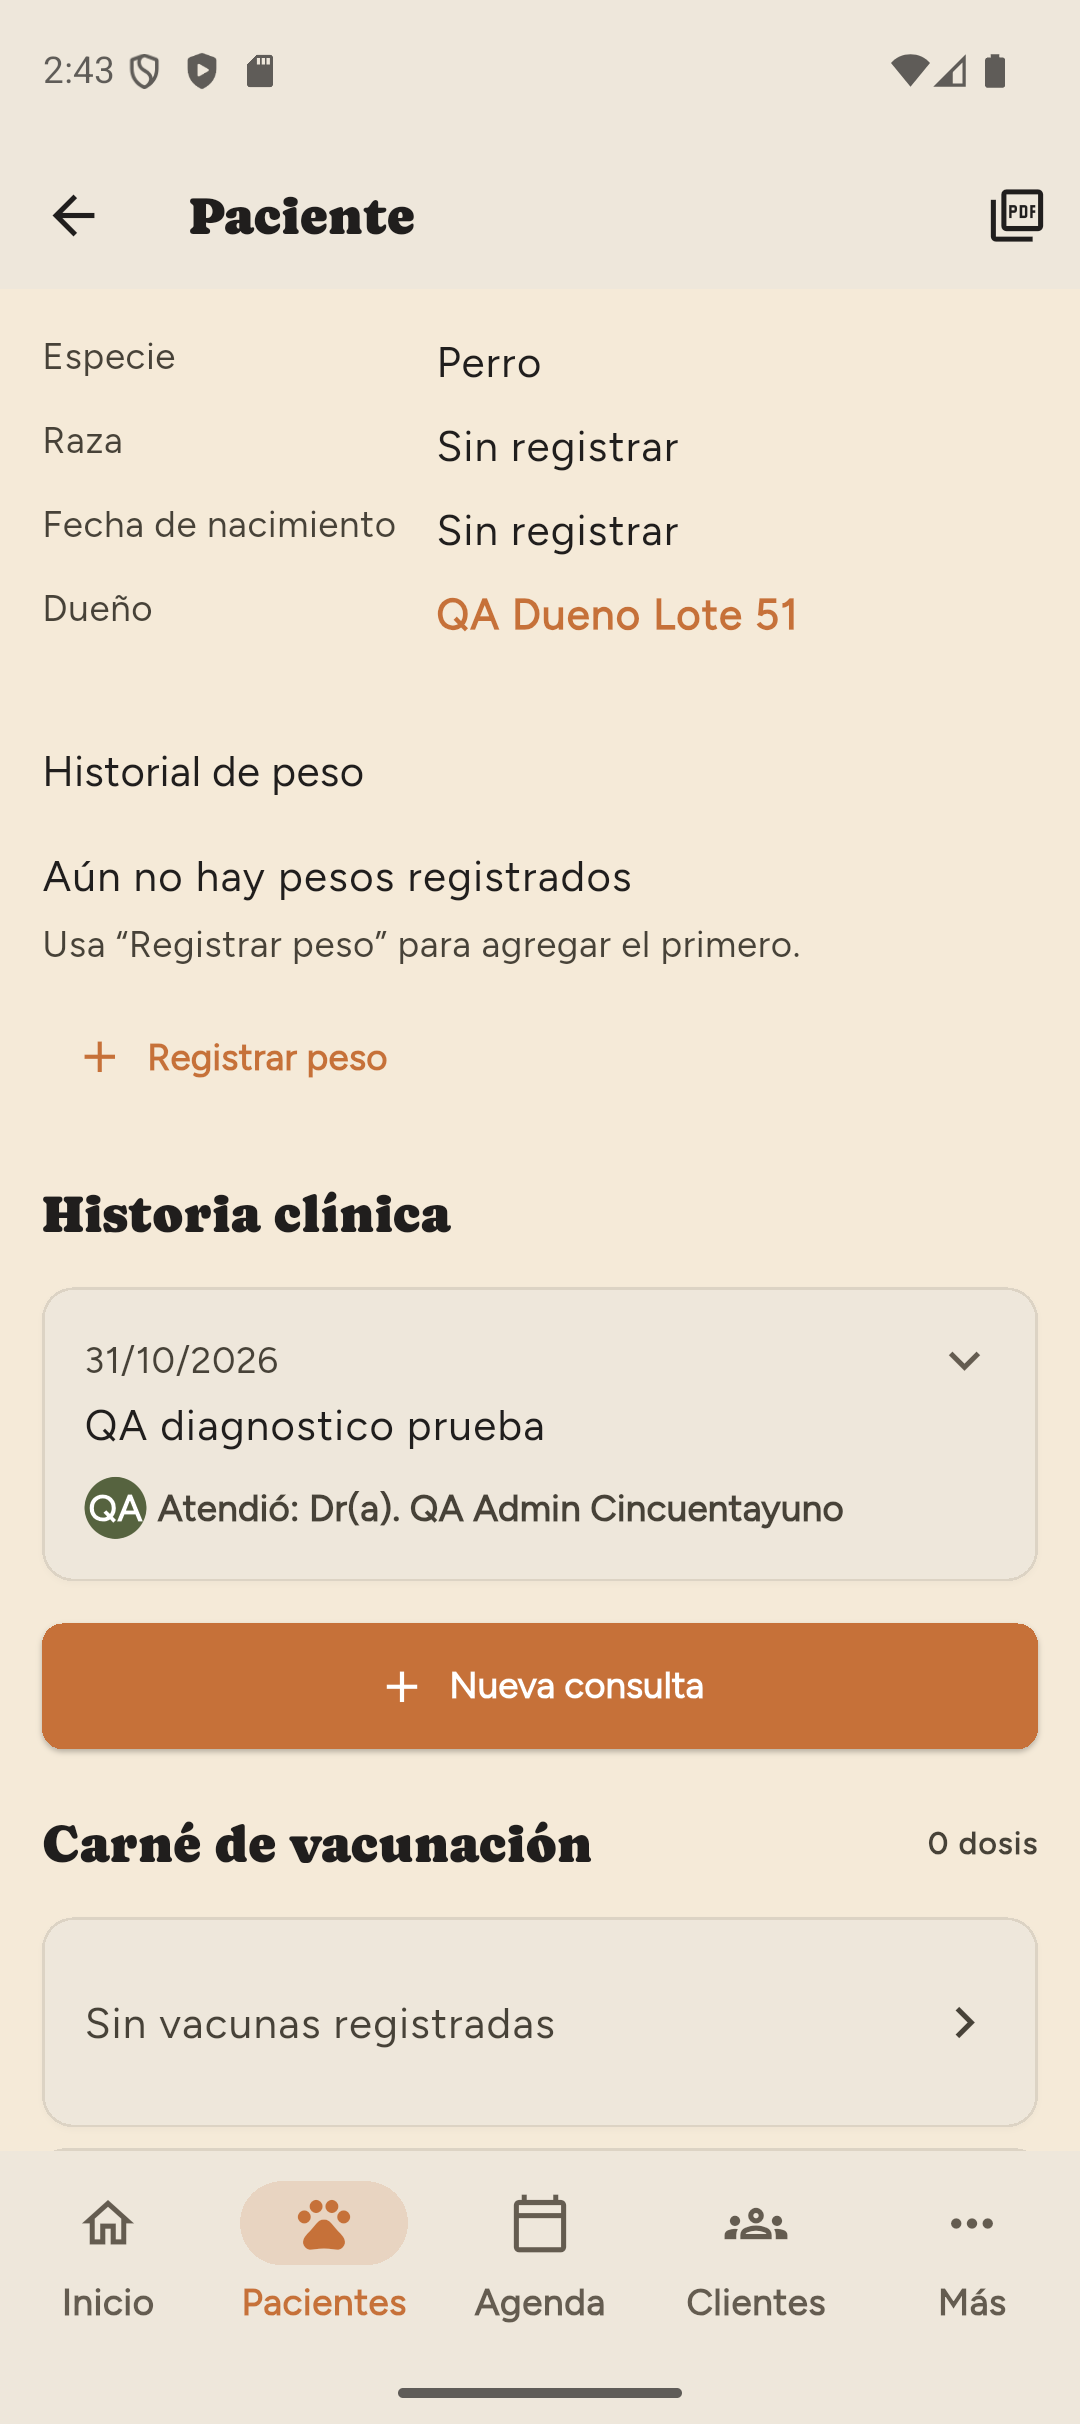 2:43
Paciente
PDF
Especie
Perro
Raza
Sin registrar
Fecha de nacimiento
Sin registrar
Dueño
QA Dueno Lote 51
Historial de peso
Aún no hay pesos registrados
Usa “Registrar peso” para agregar el primero.
+ Registrar peso
Historia clínica
31/10/2026
QA diagnostico prueba
QA Atendió: Dr(a). QA Admin Cincuentayuno
+ Nueva consulta
Carné de vacunación
0 dosis
Sin vacunas registradas
Inicio
Pacientes
Agenda
Clientes
Más